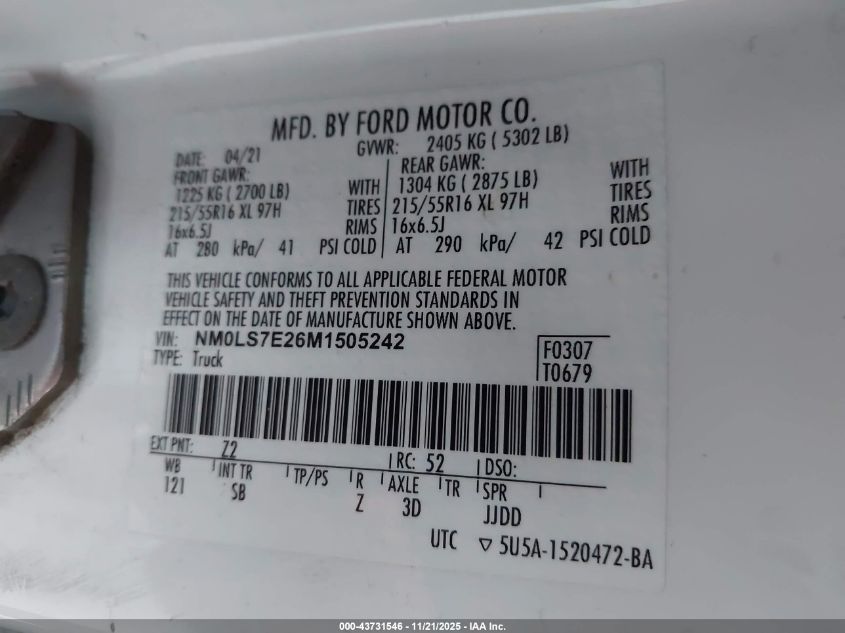 MFD. BY FORD MOTOR CO.
DATE: 04/21 GVWR: 2405 KG ( 5302 LB)
FRONT GAWR: REAR GAWR:
1225 KG ( 2700 LB) WITH 1304 KG ( 2875 LB) WITH
215/55R16 XL 97H TIRES 215/55R16 XL 97H TIRES
16x6.5J RIMS 16x6.5J RIMS
AT 280 kPa/ 41 PSI COLD AT 290 kPa/ 42 PSI COLD
THIS VEHICLE CONFORMS TO ALL APPLICABLE FEDERAL MOTOR
VEHICLE SAFETY AND THEFT PREVENTION STANDARDS IN
EFFECT ON THE DATE OF MANUFACTURE SHOWN ABOVE.
VIN: NM0LS7E26M1505242 F0307
TYPE: Truck T0679
EXT PNT: Z2 RC: 52 DSO:
WB INT TR TP/PS R AXLE TR SPR
121 SB Z 3D JJDD
UTC ▽ 5U5A-1520472-BA
000-43731546 - 11/21/2025 - IAA Inc.